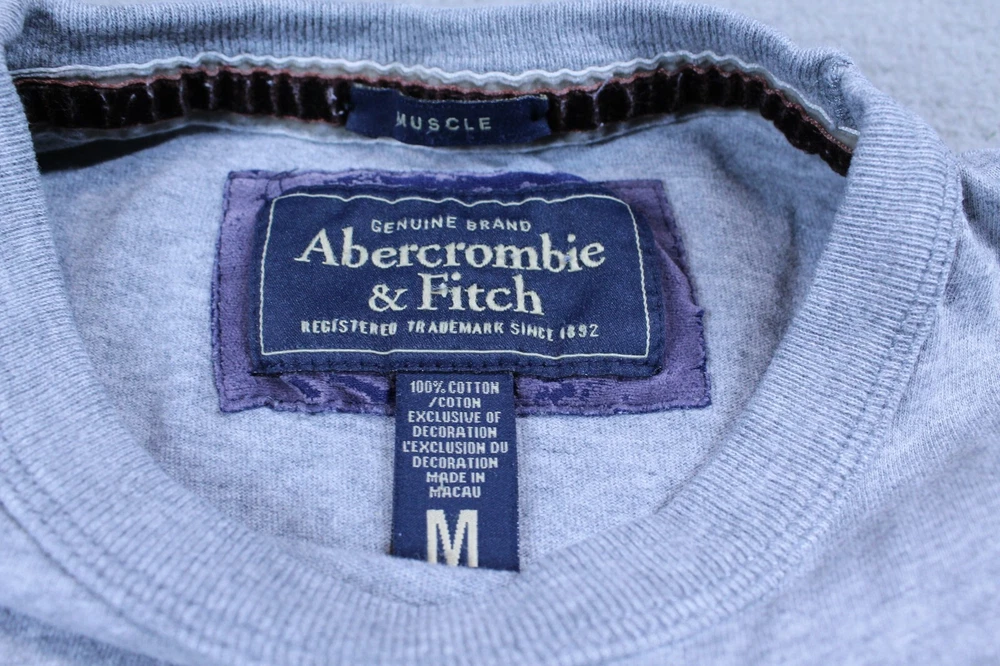 MUSCLE
GENUINE BRAND
Abercrombie
& Fitch
REGISTERED TRADEMARK SINCE 1892
100% COTTON
/COTON
EXCLUSIVE OF
DECORATION
L'EXCLUSION DU
DECORATION
MADE IN
MACAU
M